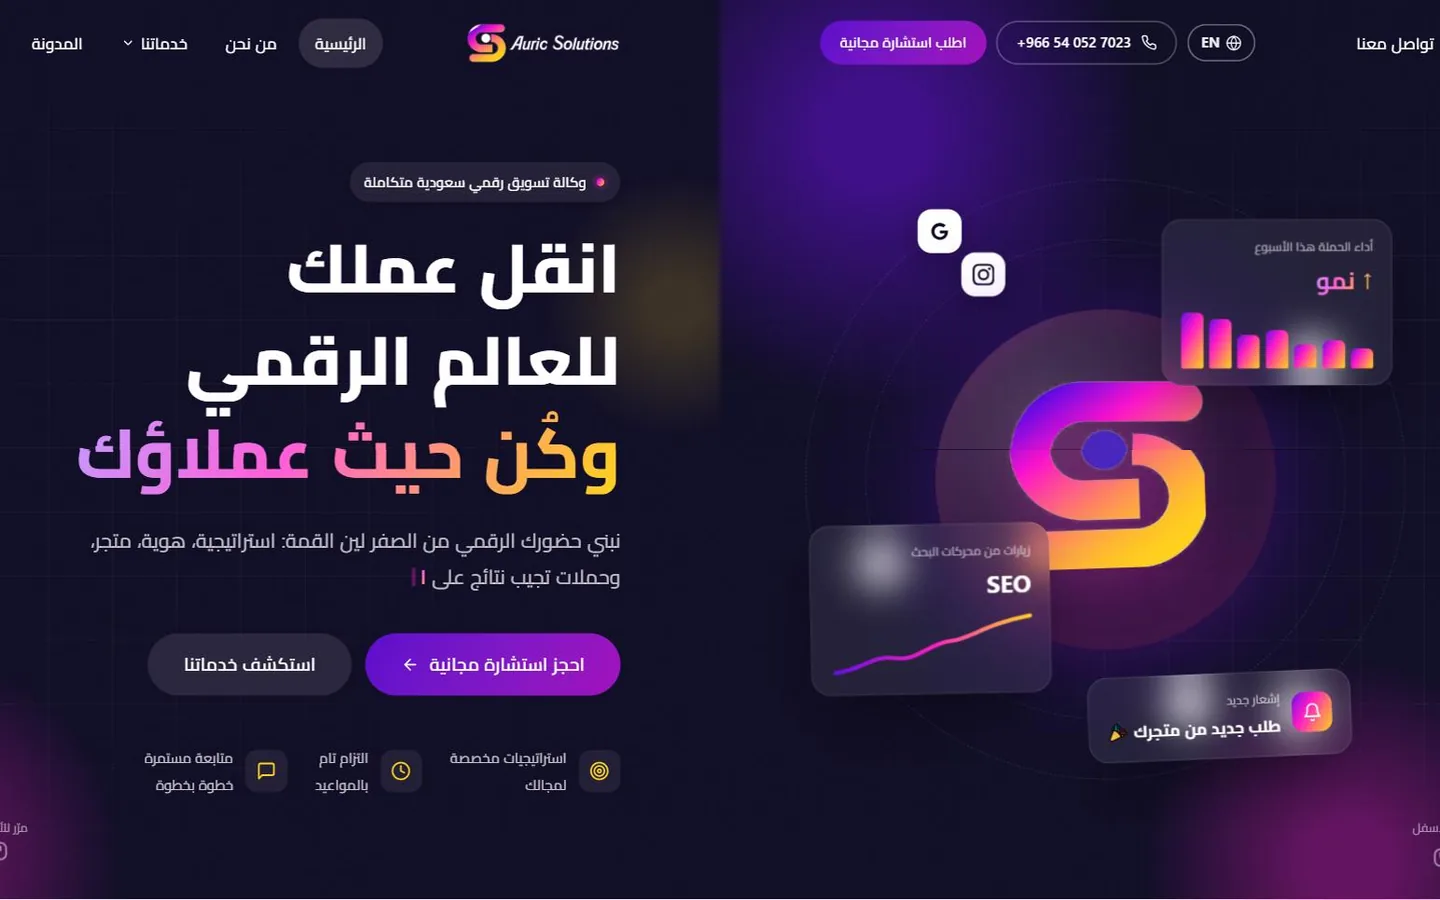 Auric Solutions
الرئيسية
من نحن
خدماتنا
المدونة
تواصل معنا
EN
+966 54 052 7023
اطلب استشارة مجانية
وكالة تسويق رقمي سعودية متكاملة
انقل عملك
للعالم الرقمي
وكُن حيث عملاؤك
نبني حضورك الرقمي من الصفر لين القمة: استراتيجية، هوية، متجر،
وحملات تجيب نتائج على ا
احجز استشارة مجانية
استكشف خدماتنا
استراتيجيات مخصصة
لمجالك
التزام تام
بالمواعيد
متابعة مستمرة
خطوة بخطوة
أداء الحملة هذا الأسبوع
↑ نمو
زيارات من محركات البحث
SEO
إشعار جديد
طلب جديد من متجرك 🎉